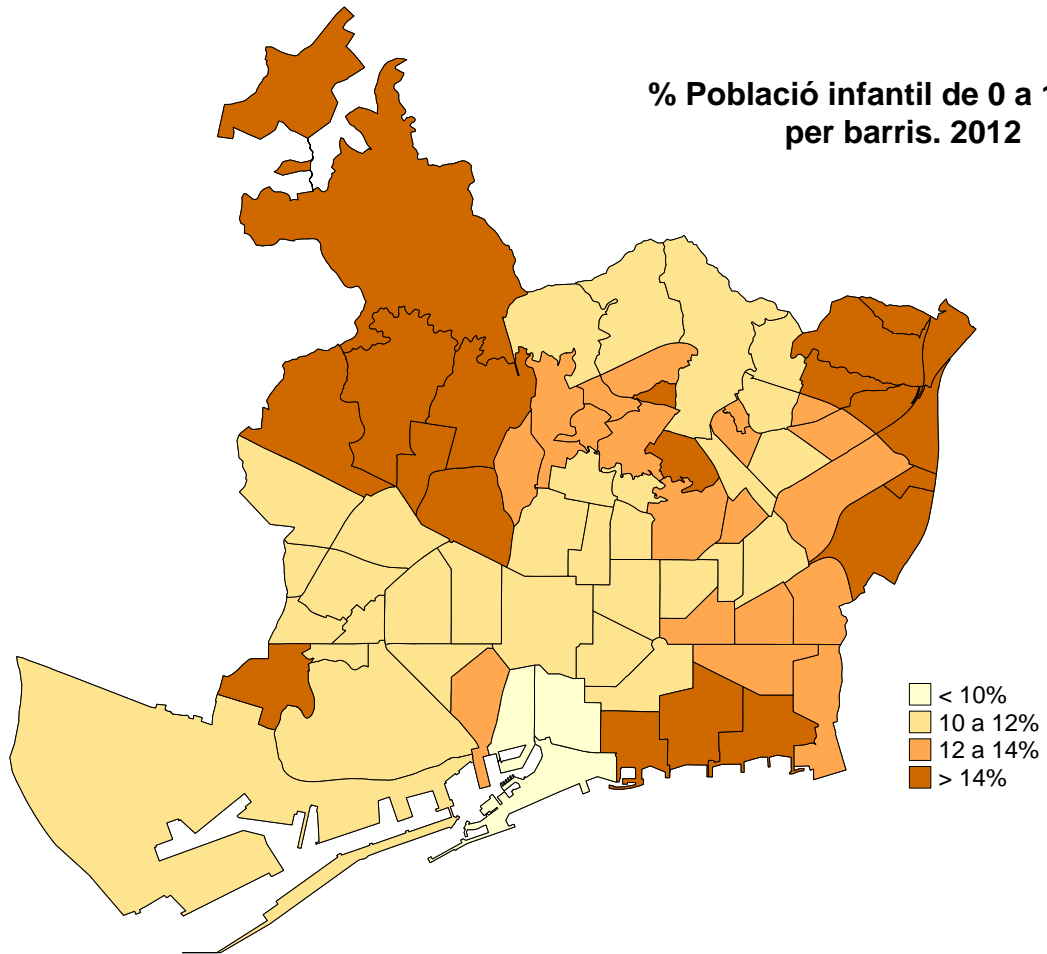 % Població infantil de 0 a
per barris. 2012
< 10%
10 a 12%
12 a 14%
> 14%